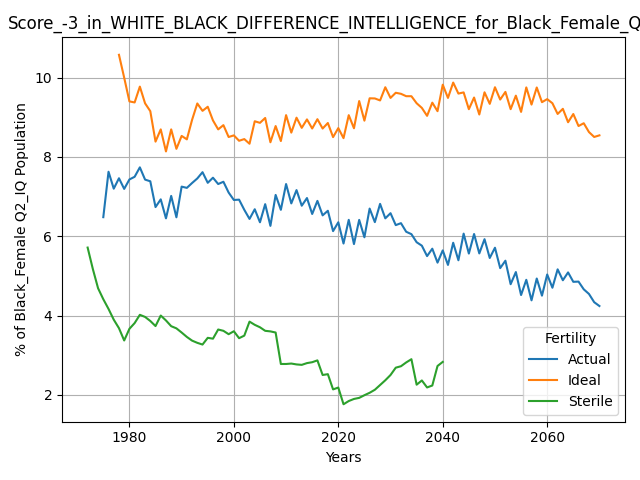 Score_-3_in_WHITE_BLACK_DIFFERENCE_INTELLIGENCE_for_Black_Female_Q
% of Black_Female Q2_IQ Population
10
8
6
4
2
1980 2000 2020 2040 2060
Years
Fertility
Actual
Ideal
Sterile